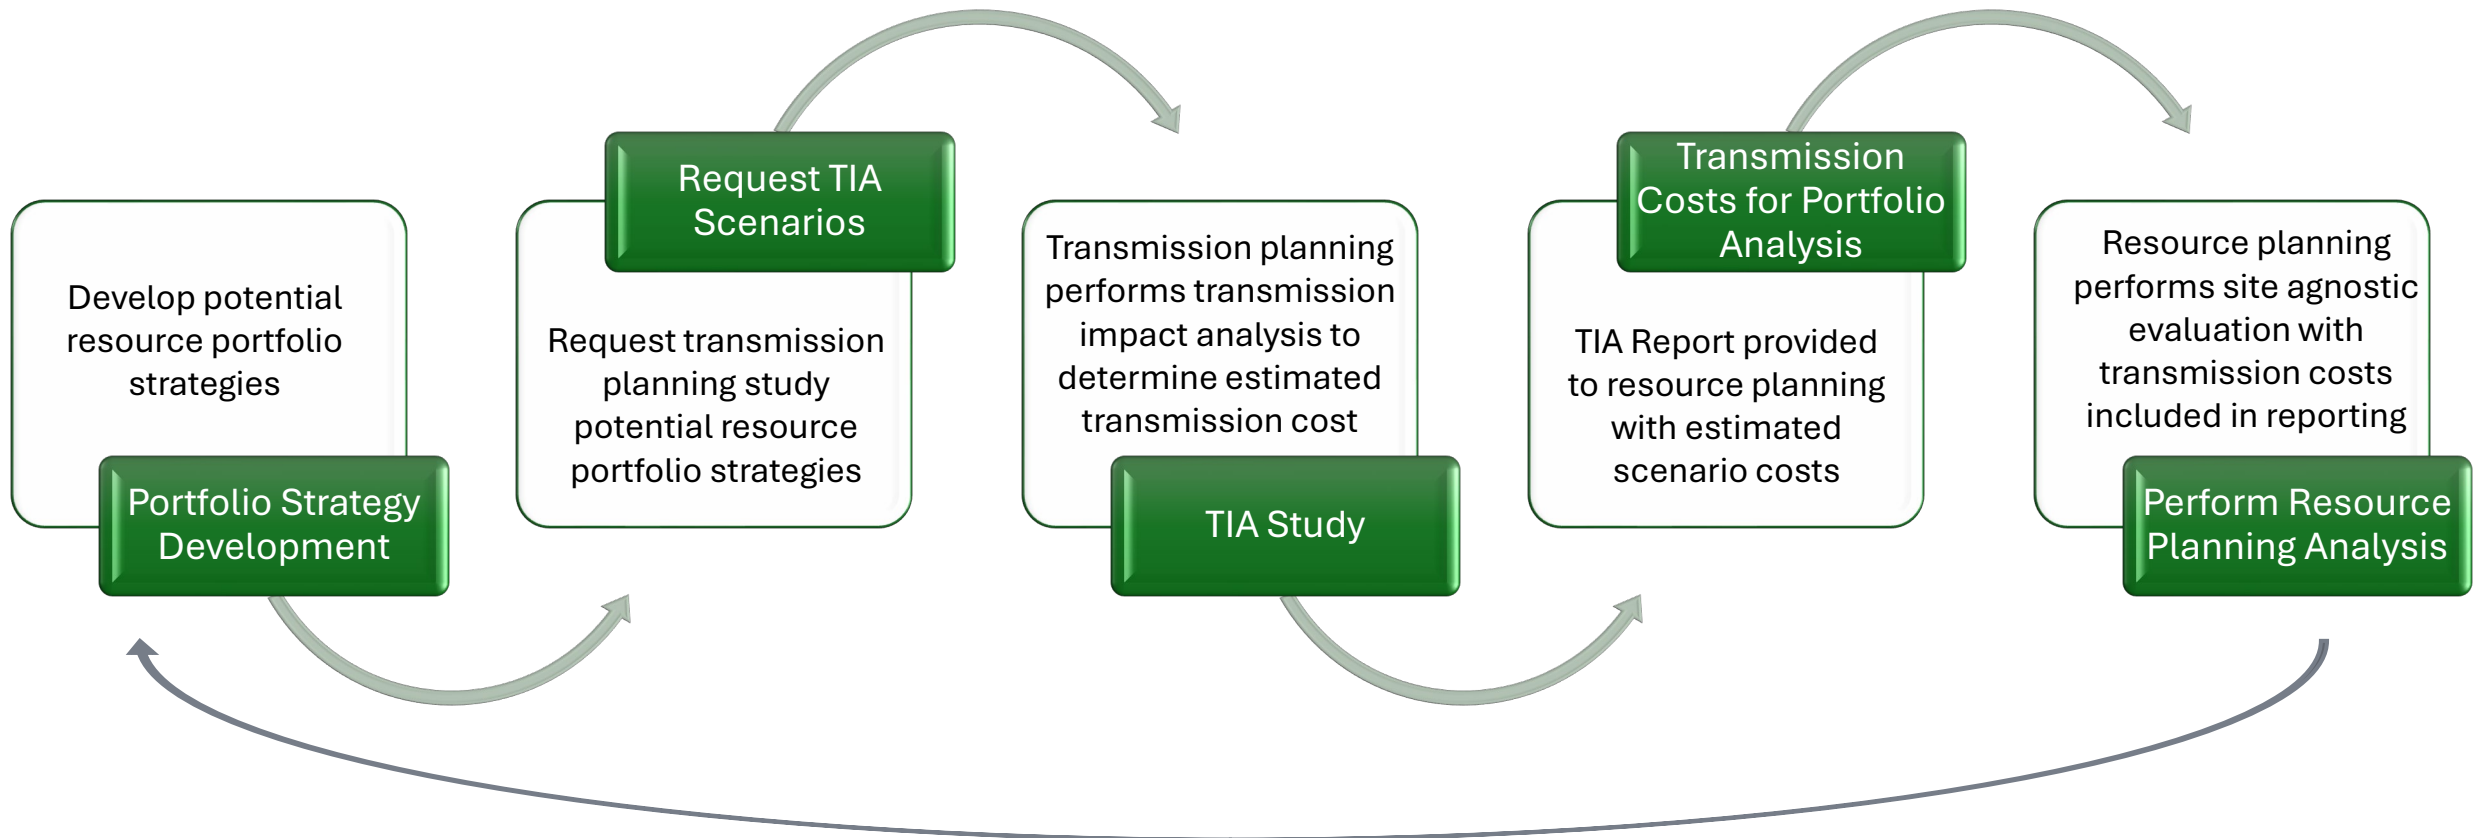 Develop potential
resource portfolio
strategies
Portfolio Strategy
Development
Request TIA
Scenarios
Request transmission
planning study
potential resource
portfolio strategies
Transmission planning
performs transmission
impact analysis to
determine estimated
transmission cost
TIA Study
Transmission
Costs for Portfolio
Analysis
TIA Report provided
to resource planning
with estimated
scenario costs
Resource planning
performs site agnostic
evaluation with
transmission costs
included in reporting
Perform Resource
Planning Analysis